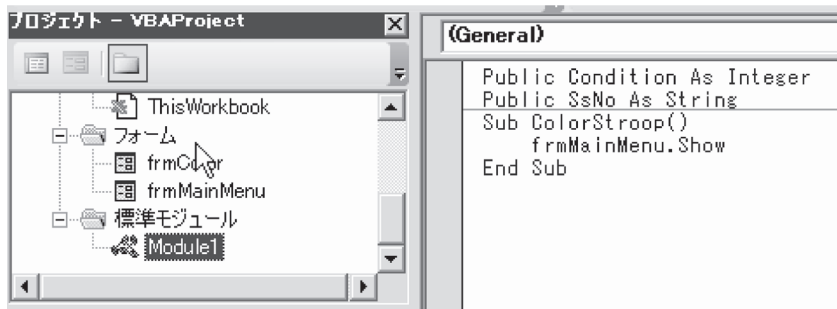 プロジェクト - VBAProject
ThisWorkbook
フォーム
frmColor
frmMainMenu
標準モジュール
Module1
(General)
Public Condition As Integer
Public SsNo As String
Sub ColorStroop()
frmMainMenu.Show
End Sub